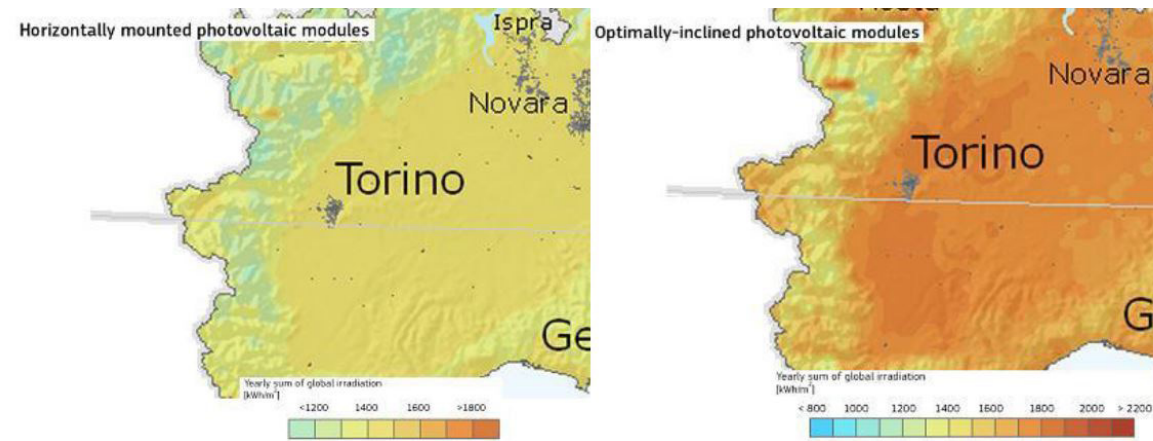 Horizontally mounted photovoltaic modules
Ispra
Novara
Torino
Ge
Yearly sum of global irradiation
[kWh/m²]
<1200 1400 1600 >1800
Optimally-inclined photovoltaic modules
Novara
Torino
G
Yearly sum of global irradiation
[kWh/m²]
< 800 1000 1200 1400 1600 1800 2000 > 2200